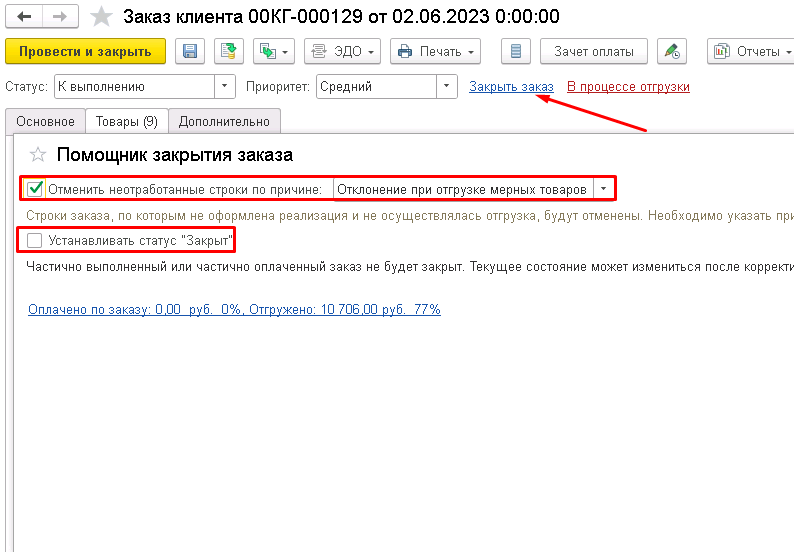 Заказ клиента 00КГ-000129 от 02.06.2023 0:00:00
Провести и закрыть ЭДО Печать Зачет оплаты Отчеты
Статус: К выполнению Приоритет: Средний Закрыть заказ В процессе отгрузки
Основное Товары (9) Дополнительно
Помощник закрытия заказа
Отменить неотработанные строки по причине: Отклонение при отгрузке мерных товаров
Строки заказа, по которым не оформлена реализация и не осуществлялась отгрузка, будут отменены. Необходимо указать при
Устанавливать статус "Закрыт"
Частично выполненный или частично оплаченный заказ не будет закрыт. Текущее состояние может измениться после корректи
Оплачено по заказу: 0,00 руб. 0%, Отгружено: 10 706,00 руб. 77%